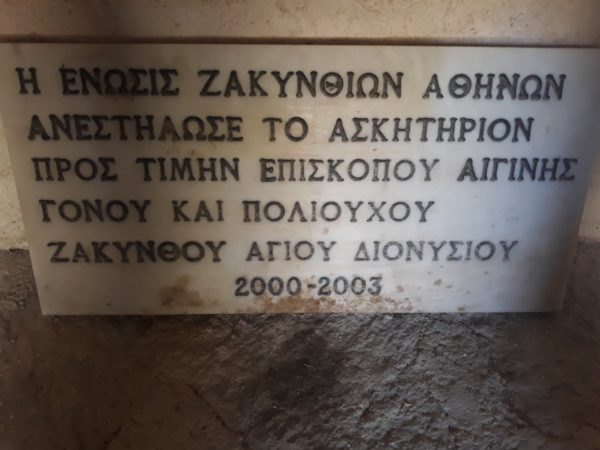 Η ΕΝΩΣΙΣ ΖΑΚΥΝΘΙΩΝ ΑΘΗΝΩΝ
ΑΝΕΣΤΗΛΩΣΕ ΤΟ ΑΣΚΗΤΗΡΙΟΝ
ΠΡΟΣ ΤΙΜΗΝ ΕΠΙΣΚΟΠΟΥ ΑΙΓΙΝΗΣ
ΓΟΝΟΥ ΚΑΙ ΠΟΛΙΟΥΧΟΥ
ΖΑΚΥΝΘΟΥ ΑΓΙΟΥ ΔΙΟΝΥΣΙΟΥ
2000-2003